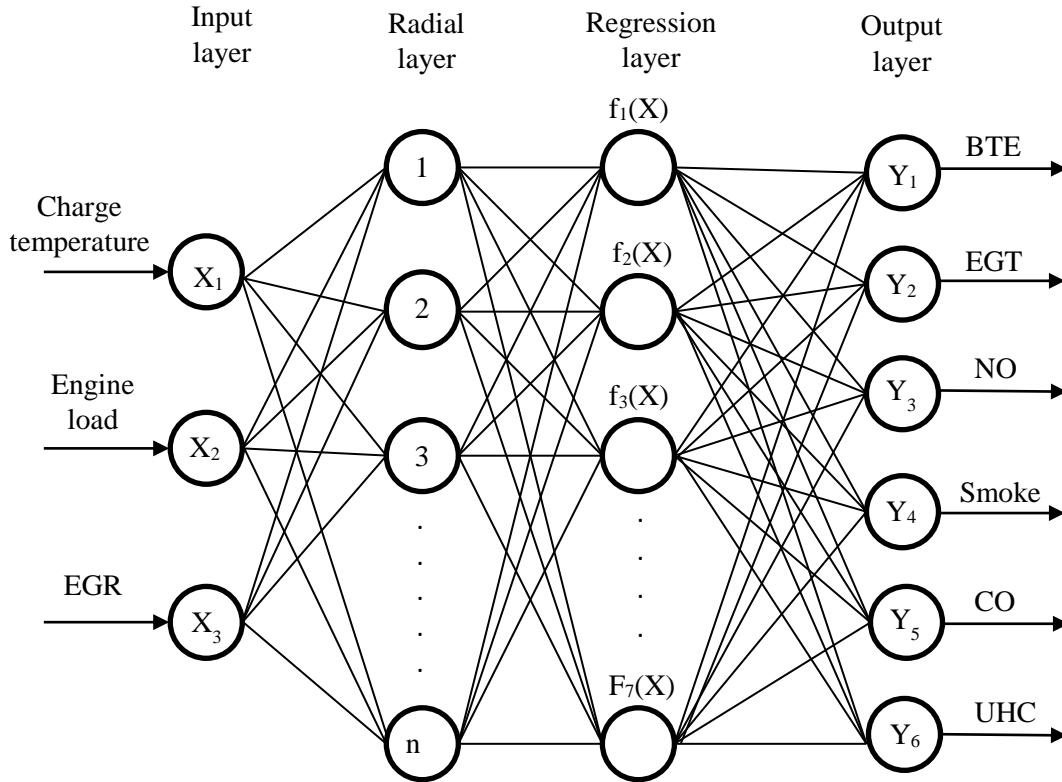 Input
layer
Radial
layer
Regression
layer
Output
layer
Charge
temperature
X1
Engine
load
X2
EGR
X3
1
2
3
.
.
.
.
.
n
f1(X)
f2(X)
f3(X)
.
.
.
.
F7(X)
Y1
BTE
Y2
EGT
Y3
NO
Y4
Smoke
Y5
CO
Y6
UHC